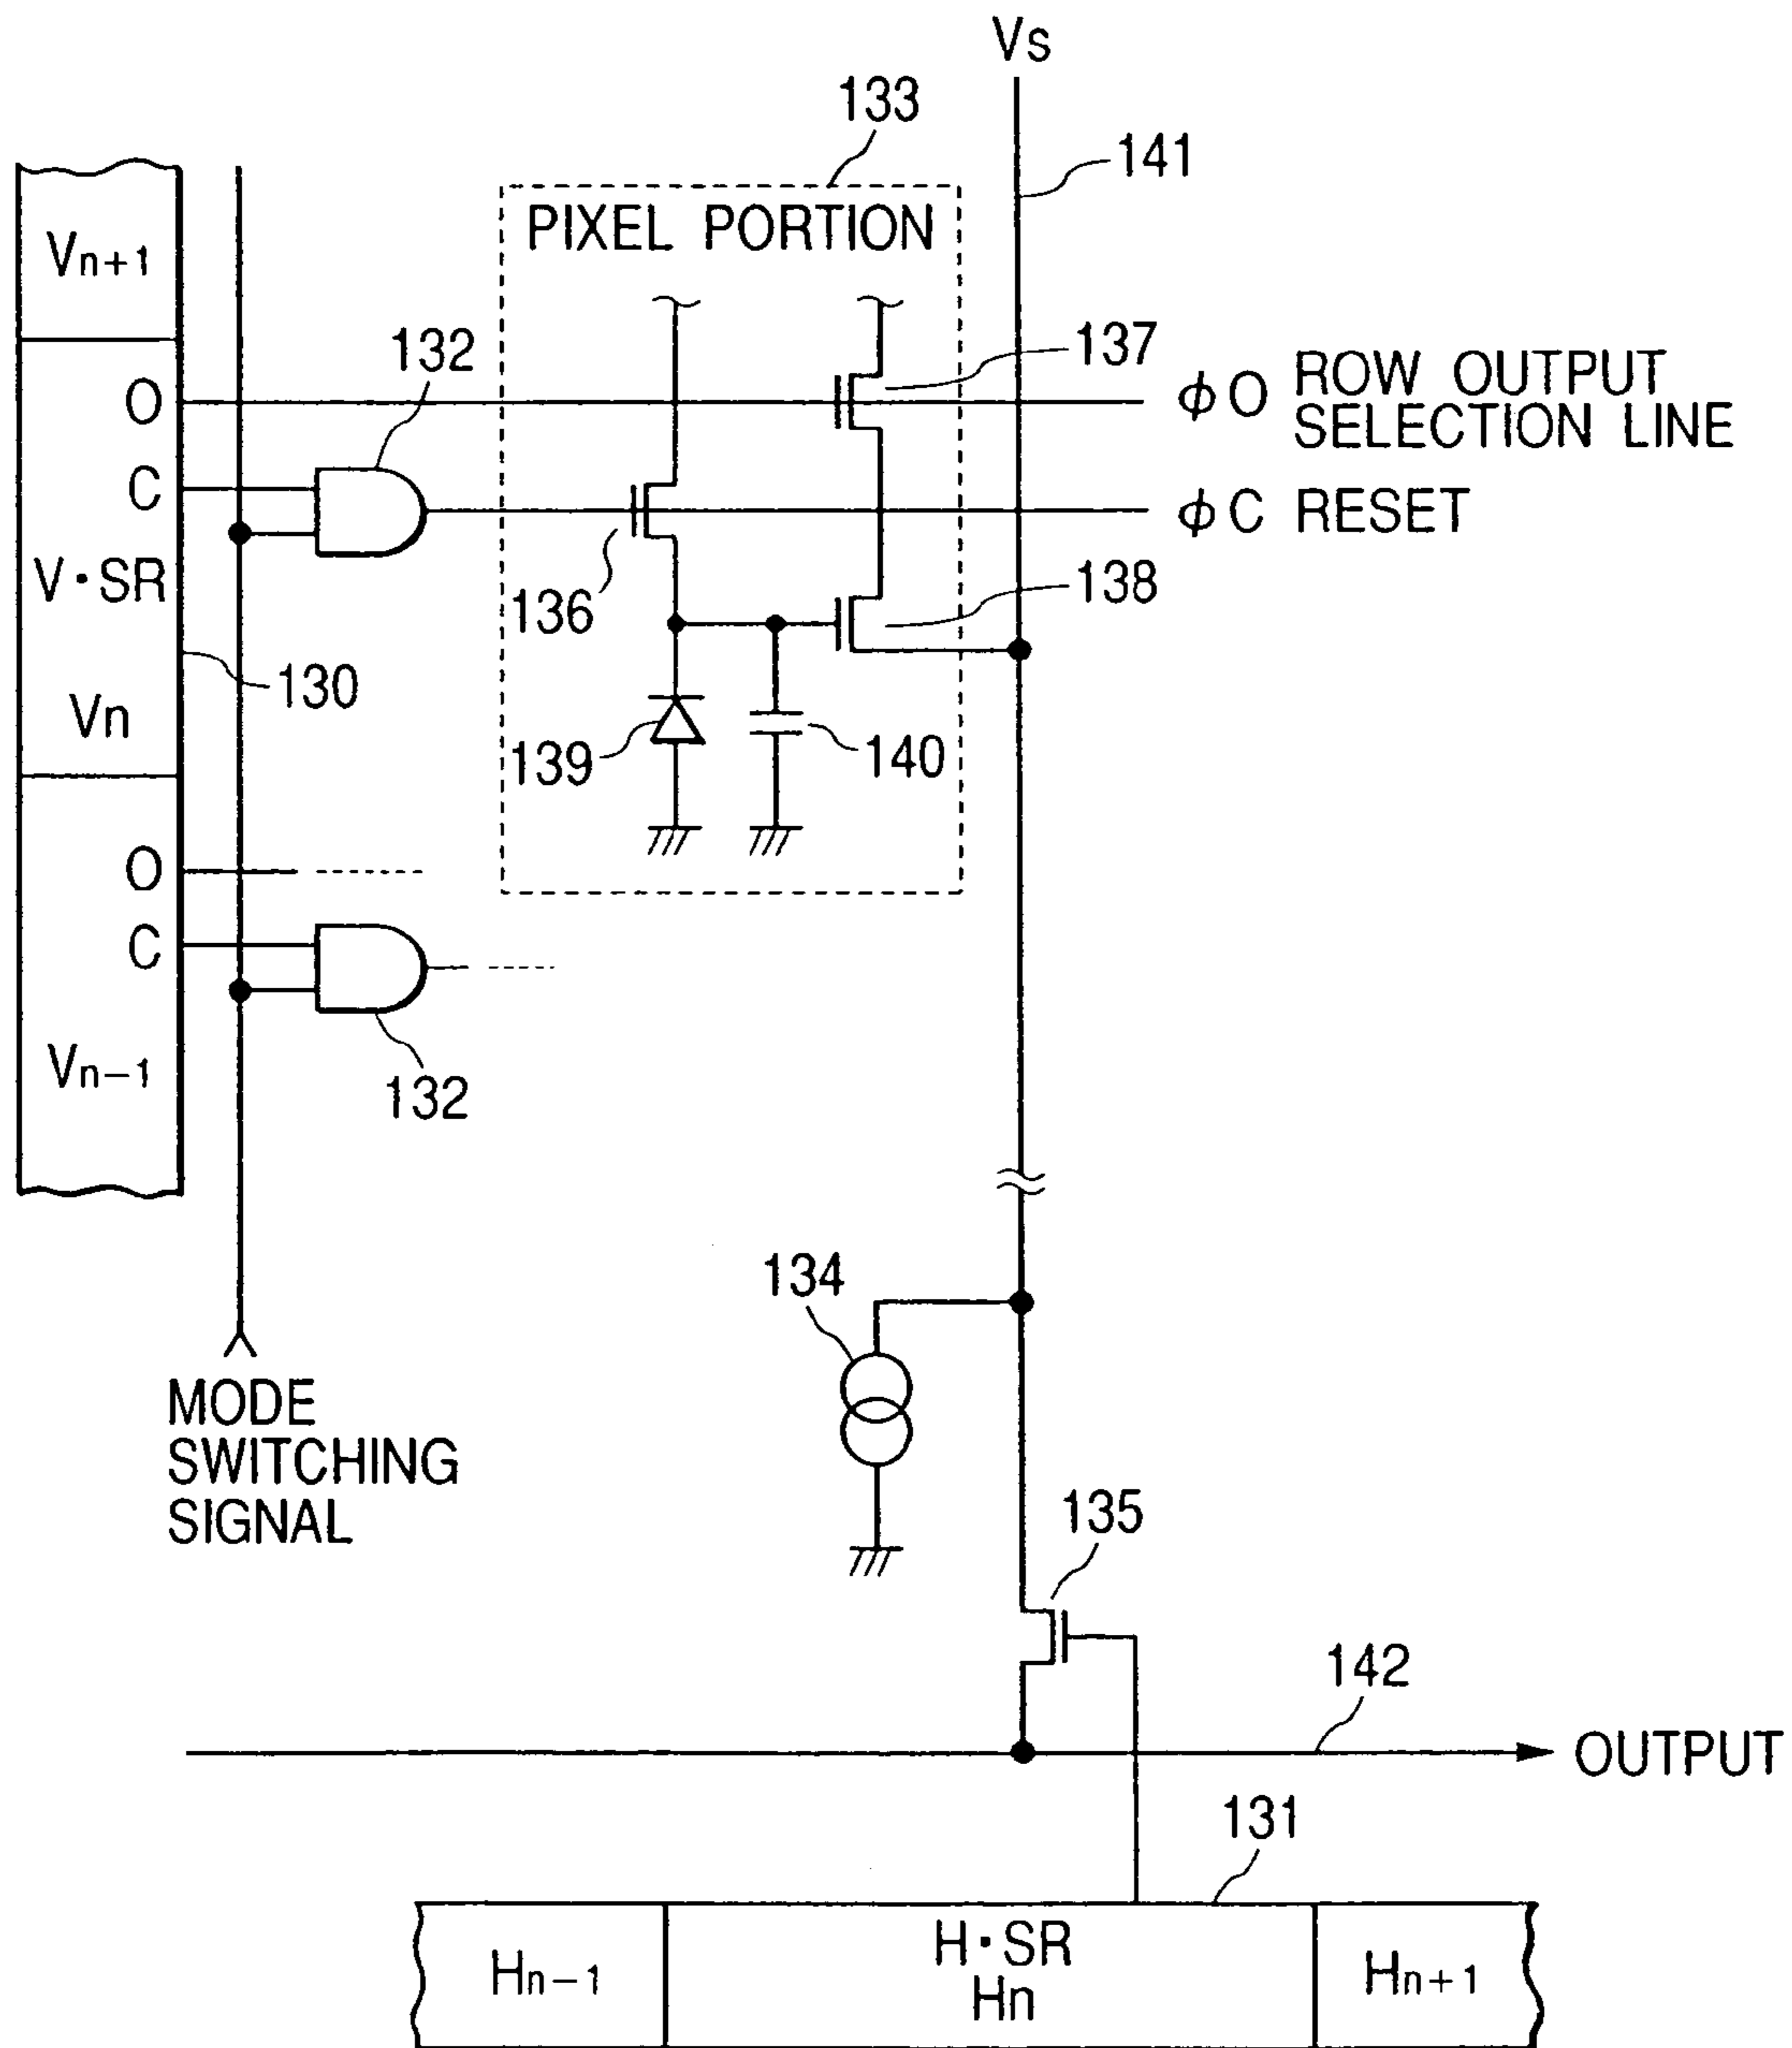 Vs
133
141
PIXEL PORTION
Vn+1
132
137
O
φO ROW OUTPUT
SELECTION LINE
C
φC RESET
V·SR
136
138
130
Vn
139
140
O
C
Vn-1
132
134
MODE
SWITCHING
SIGNAL
135
142
OUTPUT
131
H·SR
Hn-1
Hn
Hn+1